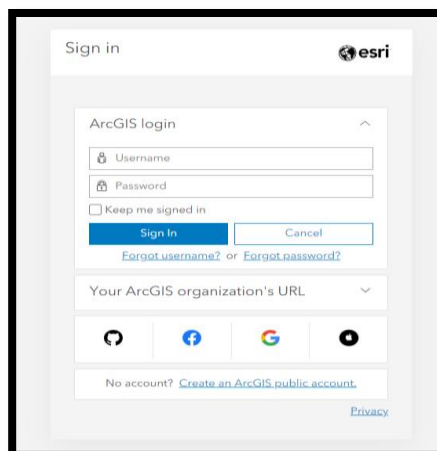 Sign in
esri
ArcGIS login
Username
Password
Keep me signed in
Sign In
Cancel
Forgot username? or Forgot password?
Your ArcGIS organization's URL
No account? Create an ArcGIS public account.
Privacy